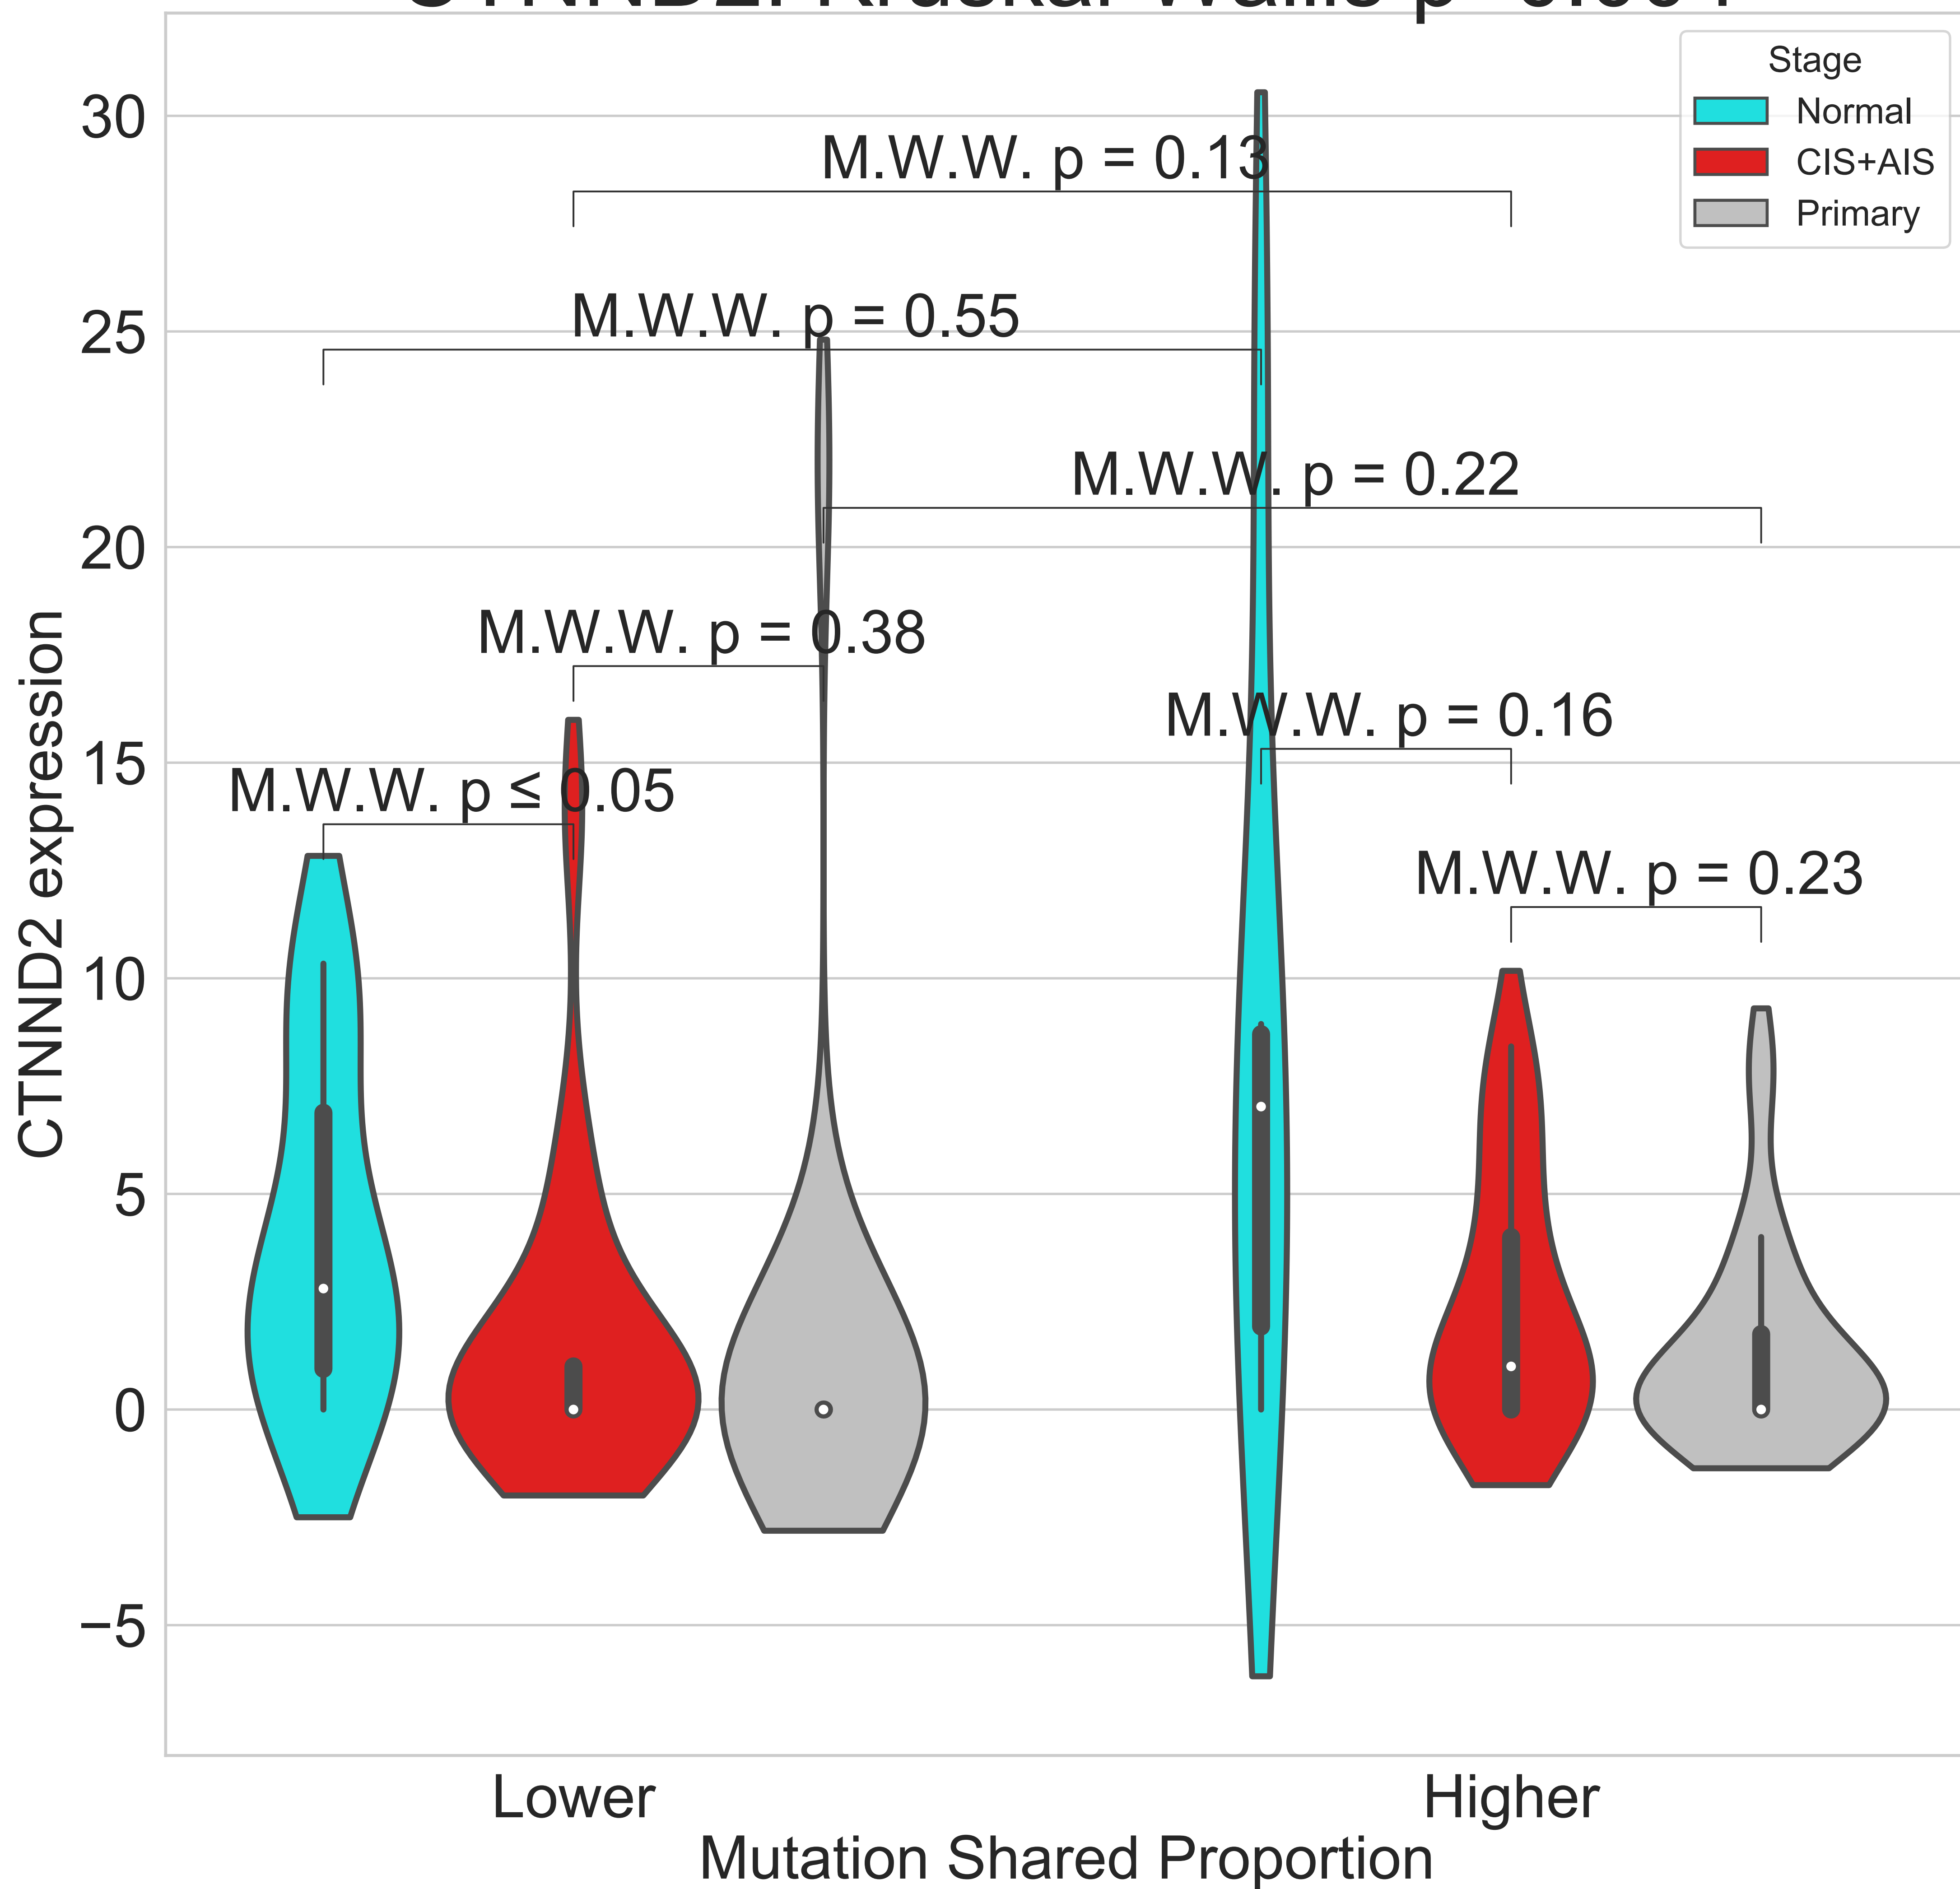 Stage
Normal
CIS+AIS
Primary
30
25
20
15
10
5
0
−5
CTNND2 expression
M.W.W. p = 0.13
M.W.W. p = 0.55
M.W.W. p = 0.22
M.W.W. p = 0.38
M.W.W. p = 0.16
M.W.W. p ≤ 0.05
M.W.W. p = 0.23
Lower
Higher
Mutation Shared Proportion